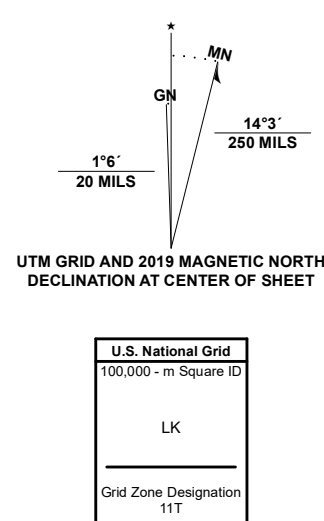 ★
MN
GN
14°3´
250 MILS
1°6´
20 MILS
UTM GRID AND 2019 MAGNETIC NORTH
DECLINATION AT CENTER OF SHEET
U.S. National Grid
100,000 - m Square ID
LK
Grid Zone Designation
11T